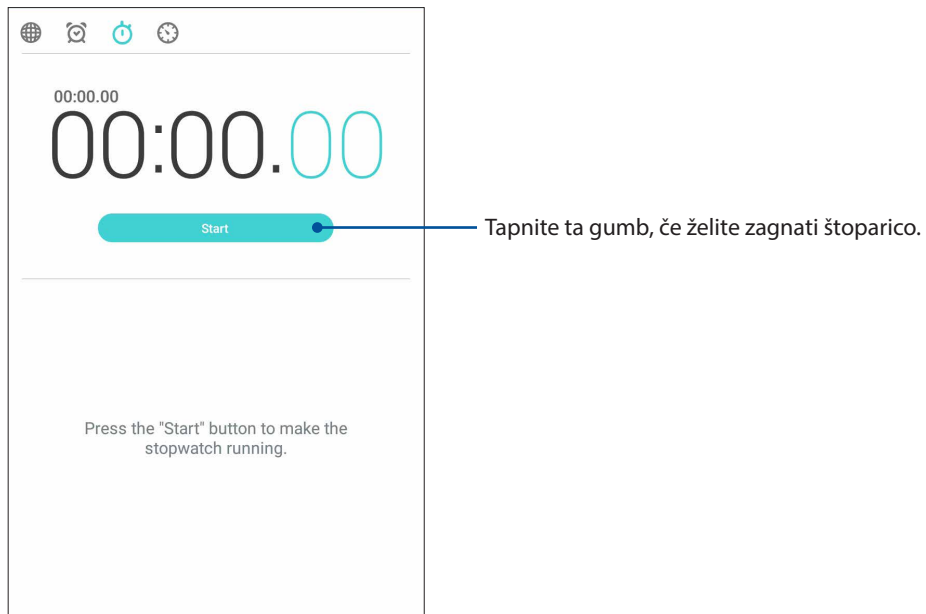 00:00.00
00:00.00
Start
Tapnite ta gumb, če želite zagnati štoparico.
Press the "Start" button to make the
stopwatch running.